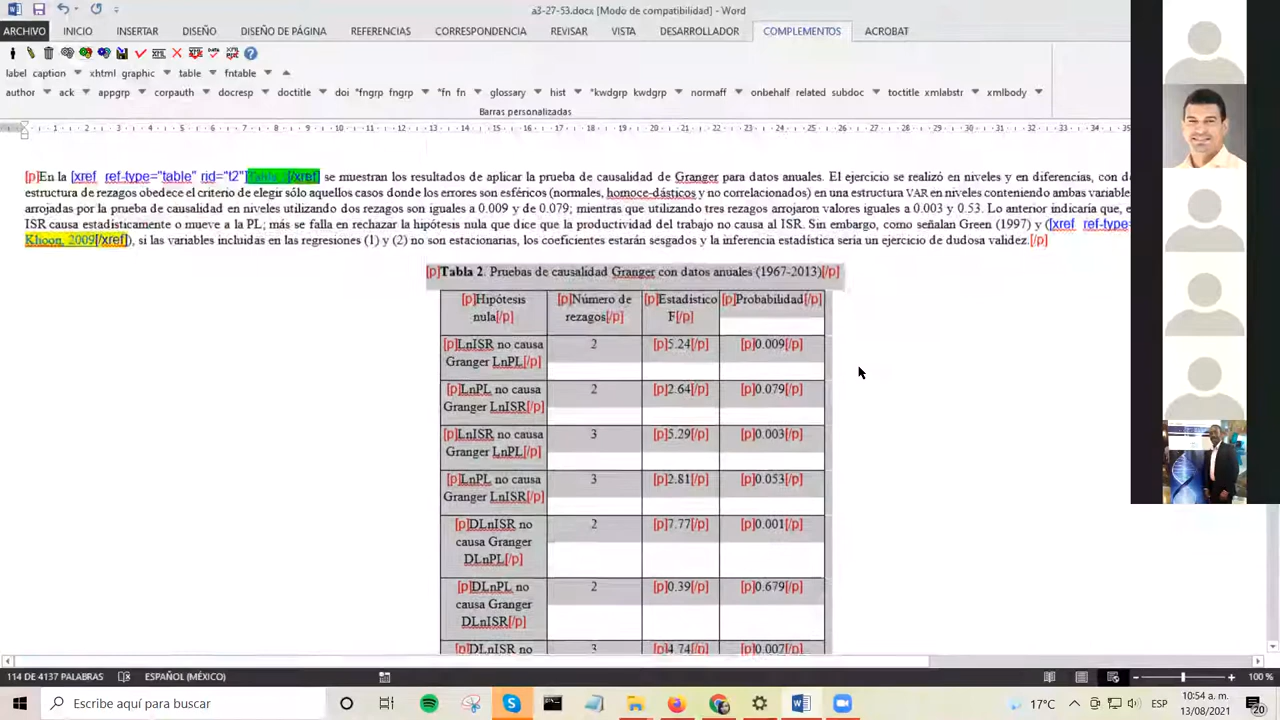 a3-27-53.docx [Modo de compatibilidad] - Word
ARCHIVO INICIO INSERTAR DISEÑO DISEÑO DE PÁGINA REFERENCIAS CORRESPONDENCIA REVISAR VISTA DESARROLLADOR COMPLEMENTOS ACROBAT
label caption xhtml graphic table fntable
author ack appgrp corpauth docresp doctitle doi *fngrp fngrp *fn fn glossary hist *kwdgrp kwdgrp normaff onbehalf related subdoc toctitle xmlabstr xmlbody
Barras personalizadas
[p]En la [xref ref-type="table" rid="t2"]Tabla [/xref] se muestran los resultados de aplicar la prueba de causalidad de Granger para datos anuales. El ejercicio se realizó en niveles y en diferencias, con de
estructura de rezagos obedece el criterio de elegir sólo aquellos casos donde los errores son esféricos (normales, homoce-dásticos y no correlacionados) en una estructura VAR en niveles conteniendo ambas variable
arrojadas por la prueba de causalidad en niveles utilizando dos rezagos son iguales a 0.009 y de 0.079; mientras que utilizando tres rezagos arrojaron valores iguales a 0.003 y 0.53. Lo anterior indicaría que, e
ISR causa estadísticamente o mueve a la PL; más se falla en rechazar la hipótesis nula que dice que la productividad del trabajo no causa al ISR. Sin embargo, como señalan Green (1997) y ([xref ref-type=
Khoon, 2009[/xref]), si las variables incluidas en las regresiones (1) y (2) no son estacionarias, los coeficientes estarán sesgados y la inferencia estadística sería un ejercicio de dudosa validez.[/p]
[p]Tabla 2. Pruebas de causalidad Granger con datos anuales (1967-2013)[/p]
[p]Hipótesis nula[/p] [p]Número de rezagos[/p] [p]Estadístico F[/p] [p]Probabilidad[/p]
[p]LnISR no causa Granger LnPL[/p] 2 [p]5.24[/p] [p]0.009[/p]
[p]LnPL no causa Granger LnISR[/p] 2 [p]2.64[/p] [p]0.079[/p]
[p]LnISR no causa Granger LnPL[/p] 3 [p]5.29[/p] [p]0.003[/p]
[p]LnPL no causa Granger LnISR[/p] 3 [p]2.81[/p] [p]0.053[/p]
[p]DLnISR no causa Granger DLnPL[/p] 2 [p]7.77[/p] [p]0.001[/p]
[p]DLnPL no causa Granger DLnISR[/p] 2 [p]0.39[/p] [p]0.679[/p]
[p]DLnISR no 3 [p]4.74[/p] [p]0.007[/p]
114 DE 4137 PALABRAS ESPAÑOL (MÉXICO) 100 %
Escribe aquí para buscar 17°C ESP 10:54 a. m. 13/08/2021 20